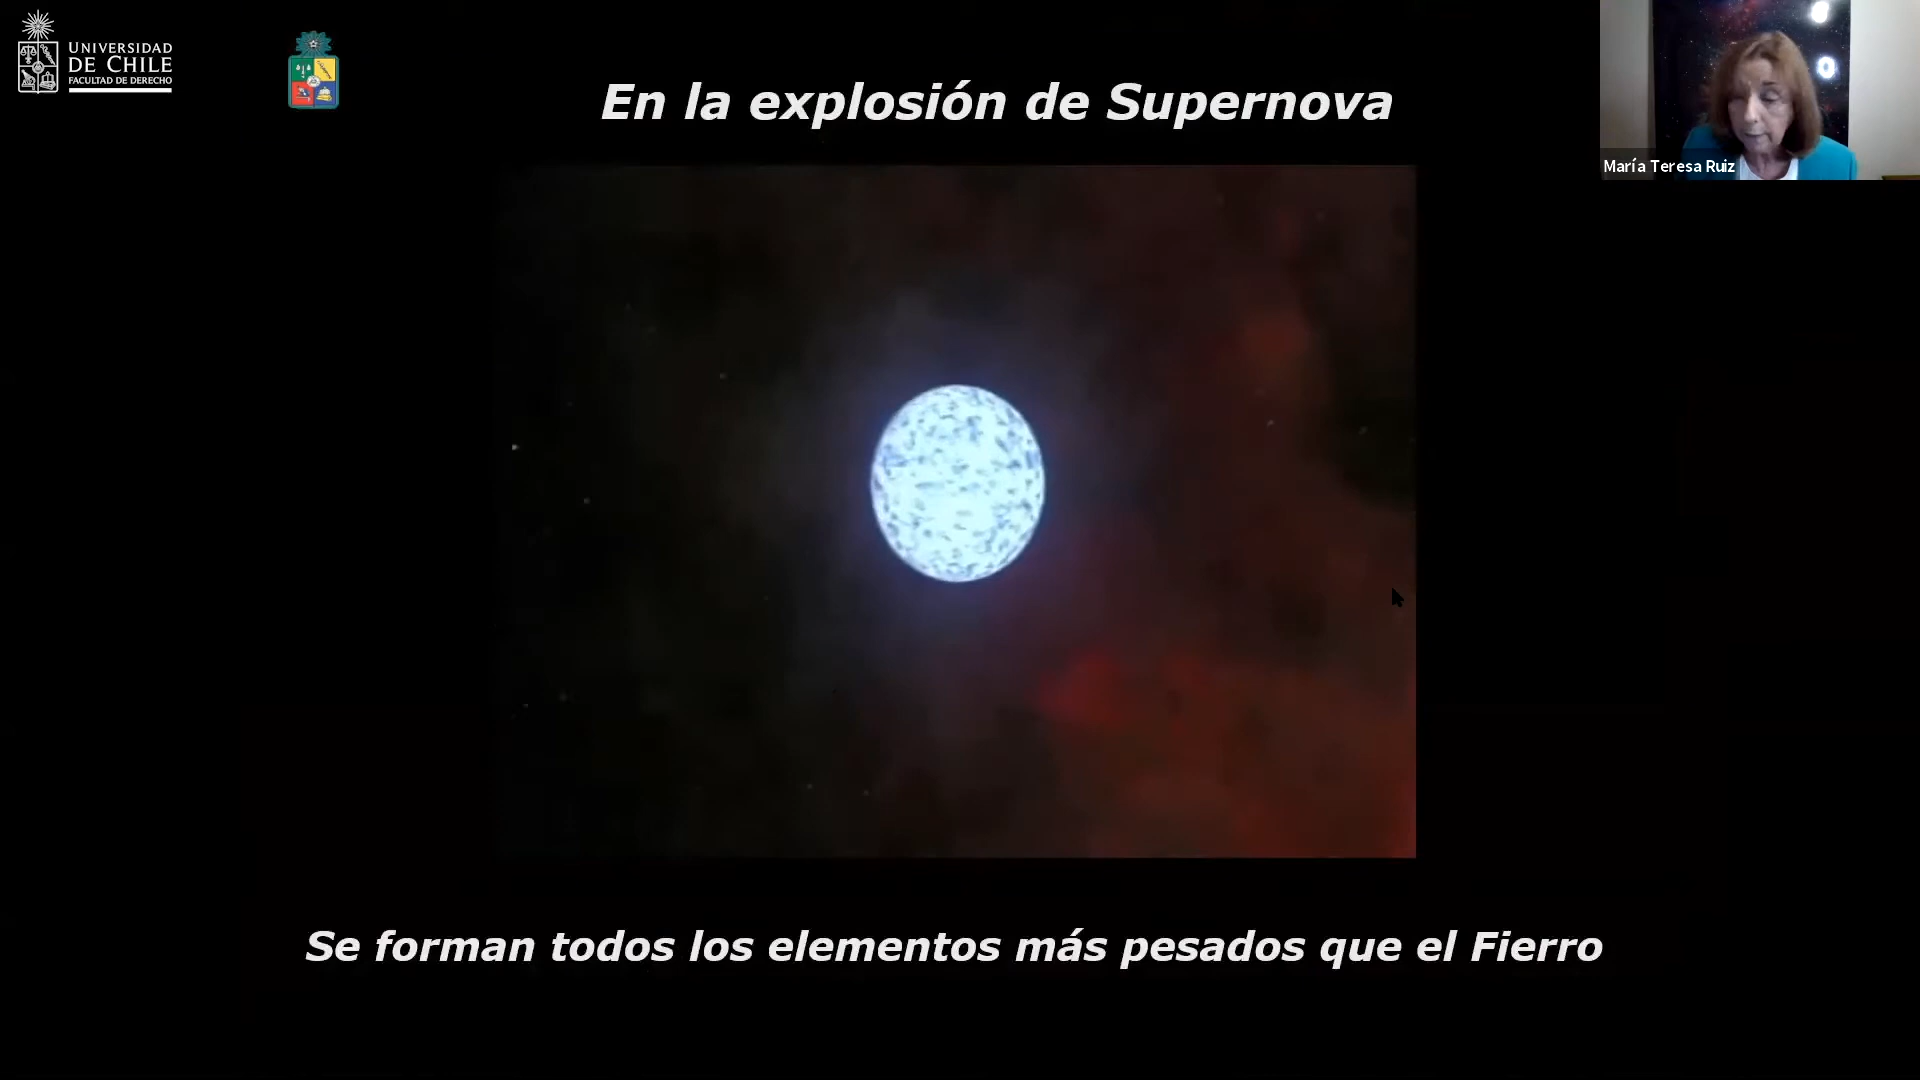 UNIVERSIDAD
DE CHILE
FACULTAD DE DERECHO
En la explosión de Supernova
María Teresa Ruiz
Se forman todos los elementos más pesados que el Fierro